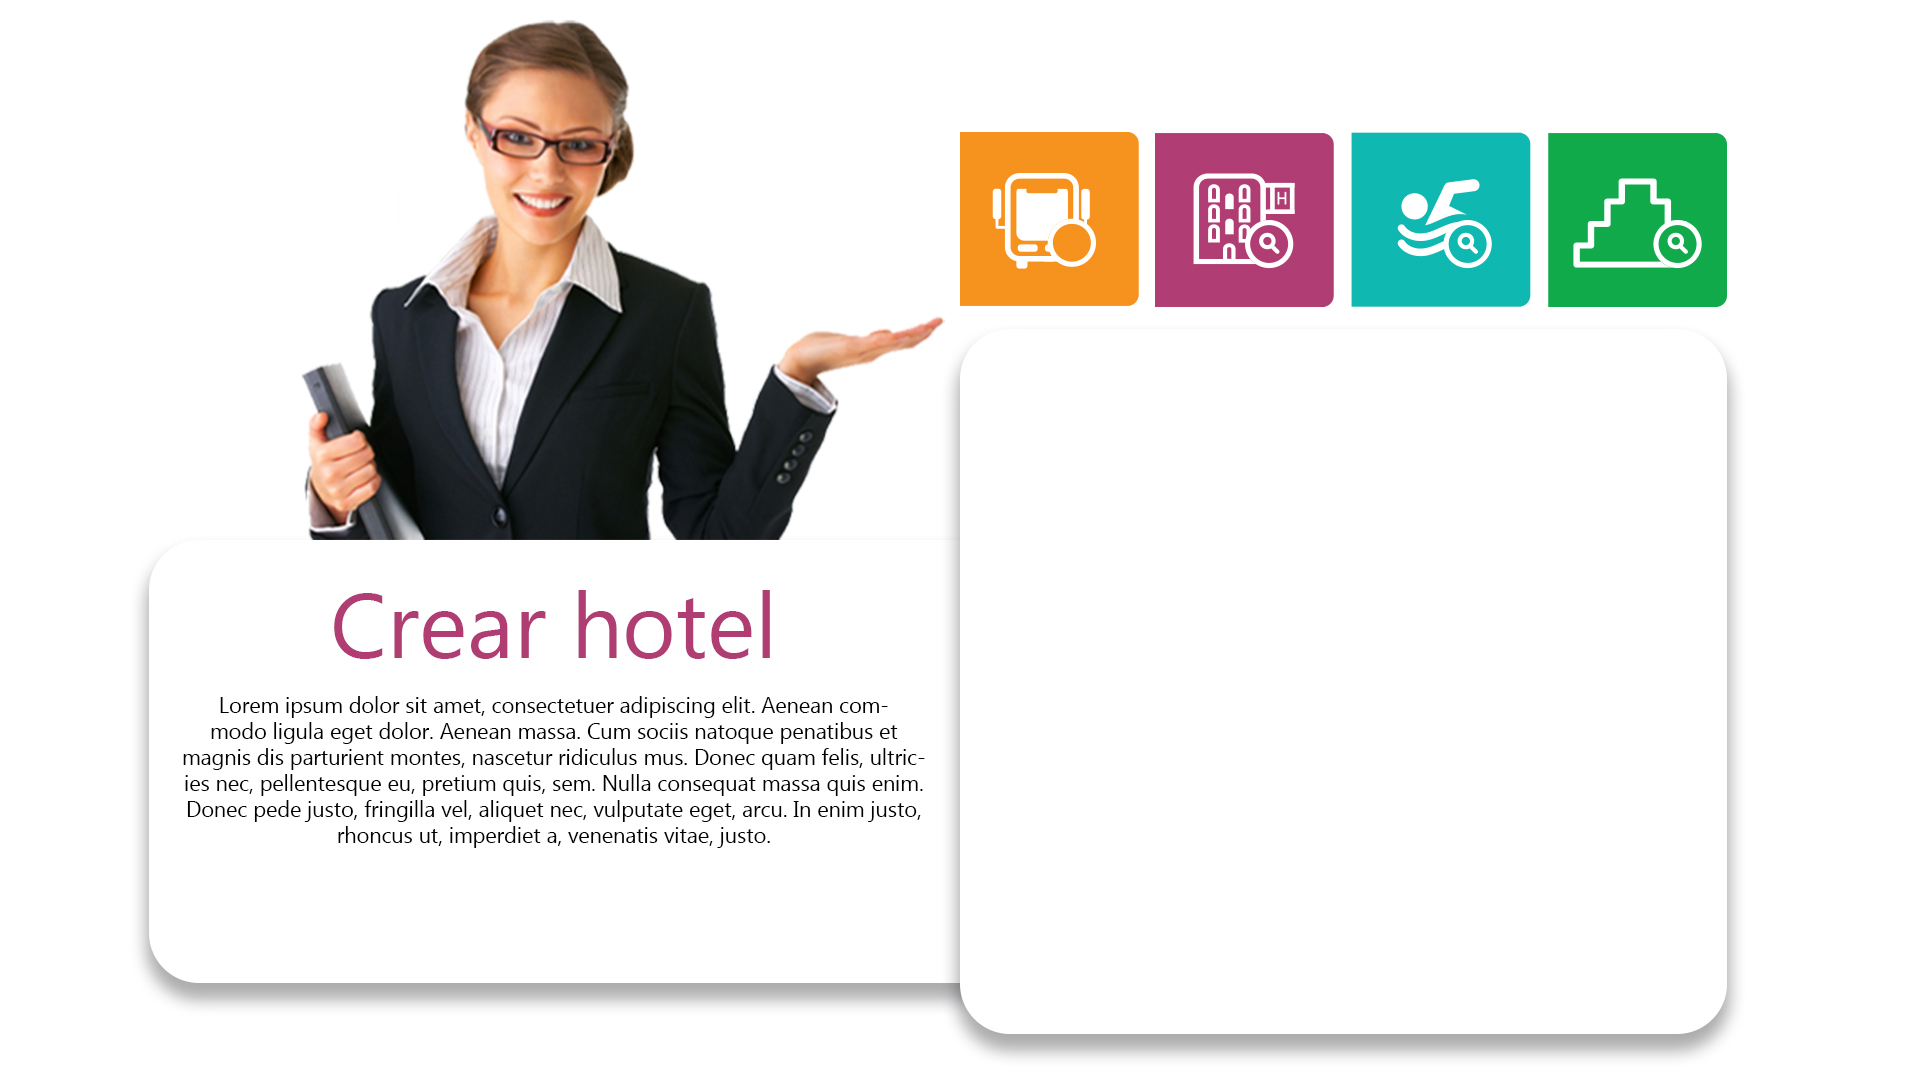 H
Crear hotel
Lorem ipsum dolor sit amet, consectetuer adipiscing elit. Aenean com-
modo ligula eget dolor. Aenean massa. Cum sociis natoque penatibus et
magnis dis parturient montes, nascetur ridiculus mus. Donec quam felis, ultric-
ies nec, pellentesque eu, pretium quis, sem. Nulla consequat massa quis enim.
Donec pede justo, fringilla vel, aliquet nec, vulputate eget, arcu. In enim justo,
rhoncus ut, imperdiet a, venenatis vitae, justo.